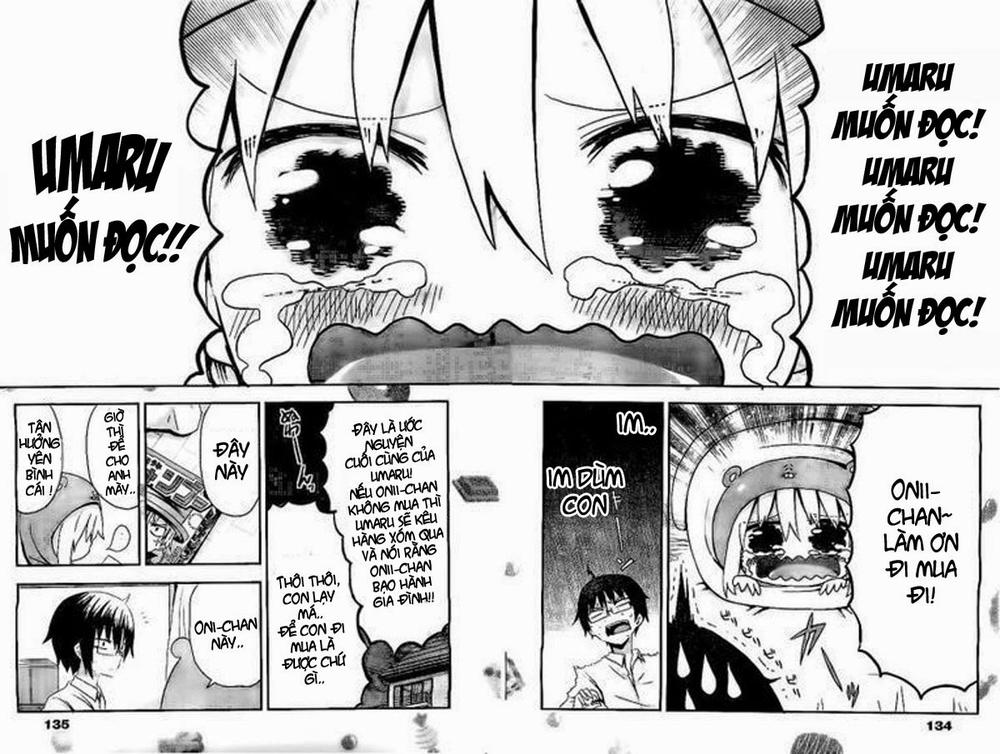 UMARU
MUỐN ĐỌC!
UMARU
MUỐN ĐỌC!
UMARU
MUỐN ĐỌC!
UMARU
MUỐN ĐỌC!!
ONII-
CHAN~
LÀM ƠN
ĐI MUA
ĐI!
IM..
IM DÙM
CON
134
ĐÂY LÀ ƯỚC
NGUYỆN
CUỐI CÙNG CỦA
UMARU!
NẾU ONII-CHAN
KHÔNG MUA THÌ
UMARU SẼ KÊU
HÀNG XÓM QUA
VÀ NÓI RẰNG
ONII-CHAN
BẠO HÀNH
GIA ĐÌNH!!
THÔI THÔI,
CON LẠY
MÁ..
ĐỂ CON ĐI
MUA LÀ
ĐƯỢC CHỨ
GÌ..
ĐÂY NÀY
GIỜ
THÌ ĐỂ
CHO ANH
MÀY..
TẬN
HƯỞNG
YÊN BÌNH
CÁI !
ONI-CHAN
NÀY..
135